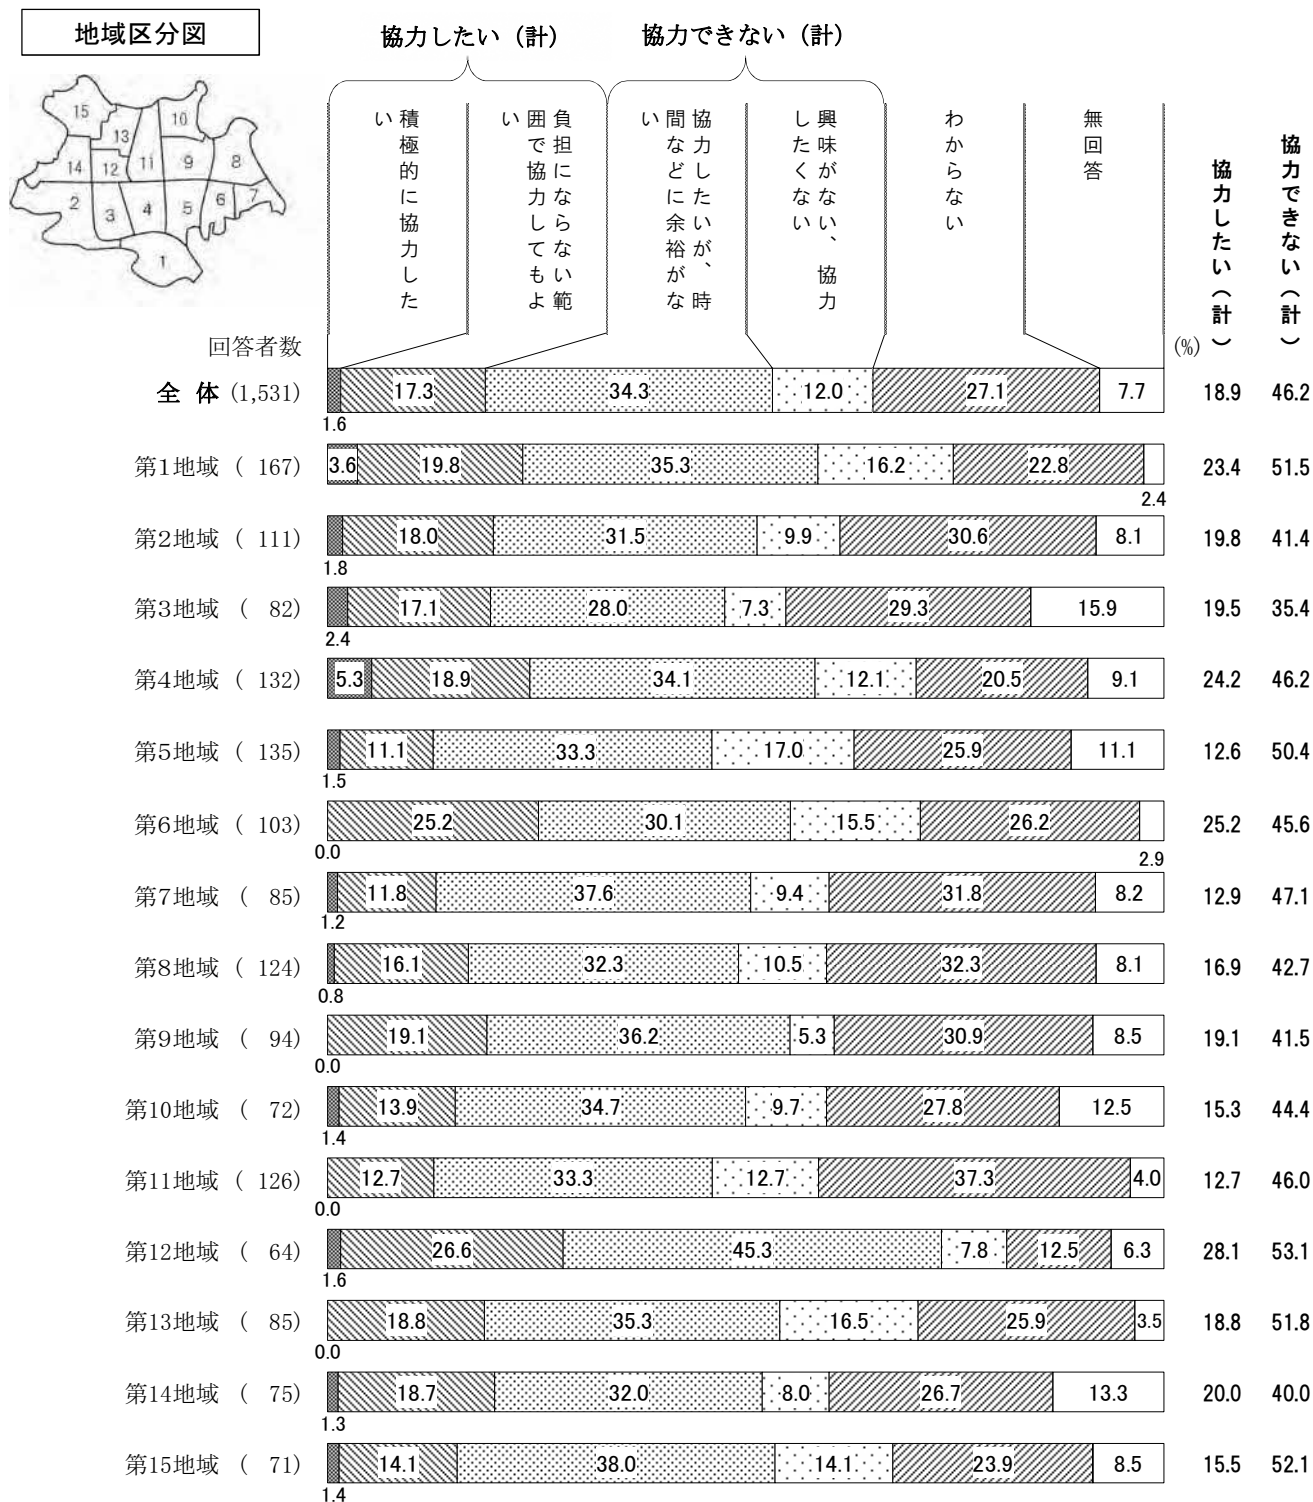 地域区分図
協力したい（計）
協力できない（計）
15
10
13
14
12
11
9
8
2
3
4
5
6
7
1
積極的に協力した
い
負担にならない範
囲で協力してもよ
い
協力したいが、時
間などに余裕がな
い
興味がない、協力
したくない
わからない
無回答
協力したい（計）
協力できない（計）
回答者数
(%)
全 体 (1,531) 17.3 34.3 12.0 27.1 7.7 18.9 46.2
1.6
第1地域 ( 167) 3.6 19.8 35.3 16.2 22.8 23.4 51.5
2.4
第2地域 ( 111) 18.0 31.5 9.9 30.6 8.1 19.8 41.4
1.8
第3地域 ( 82) 17.1 28.0 7.3 29.3 15.9 19.5 35.4
2.4
第4地域 ( 132) 5.3 18.9 34.1 12.1 20.5 9.1 24.2 46.2
第5地域 ( 135) 11.1 33.3 17.0 25.9 11.1 12.6 50.4
1.5
第6地域 ( 103) 25.2 30.1 15.5 26.2 25.2 45.6
0.0 2.9
第7地域 ( 85) 11.8 37.6 9.4 31.8 8.2 12.9 47.1
1.2
第8地域 ( 124) 16.1 32.3 10.5 32.3 8.1 16.9 42.7
0.8
第9地域 ( 94) 19.1 36.2 5.3 30.9 8.5 19.1 41.5
0.0
第10地域 ( 72) 13.9 34.7 9.7 27.8 12.5 15.3 44.4
1.4
第11地域 ( 126) 12.7 33.3 12.7 37.3 4.0 12.7 46.0
0.0
第12地域 ( 64) 26.6 45.3 7.8 12.5 6.3 28.1 53.1
1.6
第13地域 ( 85) 18.8 35.3 16.5 25.9 3.5 18.8 51.8
0.0
第14地域 ( 75) 18.7 32.0 8.0 26.7 13.3 20.0 40.0
1.3
第15地域 ( 71) 14.1 38.0 14.1 23.9 8.5 15.5 52.1
1.4